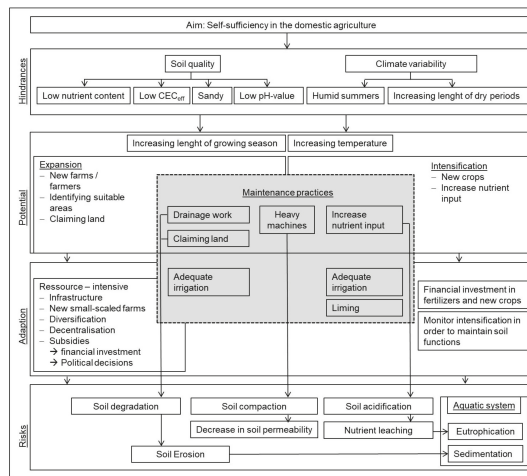 Aim: Self-sufficiency in the domestic agriculture
Hindrances
Soil quality
Climate variability
Low nutrient content
Low CECeff
Sandy
Low pH-value
Humid summers
Increasing lenght of dry periods
Potential
Increasing lenght of growing season
Increasing temperature
Expansion
– New farms /
farmers
– Identifying suitable
areas
– Claiming land
Intensification
– New crops
– Increase nutrient
input
Maintenance practices
Drainage work
Claiming land
Heavy
machines
Increase
nutrient input
Adequate
irrigation
Adequate
irrigation
Liming
Adaption
Ressource – intensive
– Infrastructure
– New small-scaled farms
– Diversification
– Decentralisation
– Subsidies
→ financial investment
→ Political decisions
Financial investment in
fertilizers and new crops
Monitor intensification in
order to maintain soil
functions
Risks
Soil degradation
Soil compaction
Soil acidification
Aquatic system
Decrease in soil permeability
Nutrient leaching
Eutrophication
Soil Erosion
Sedimentation